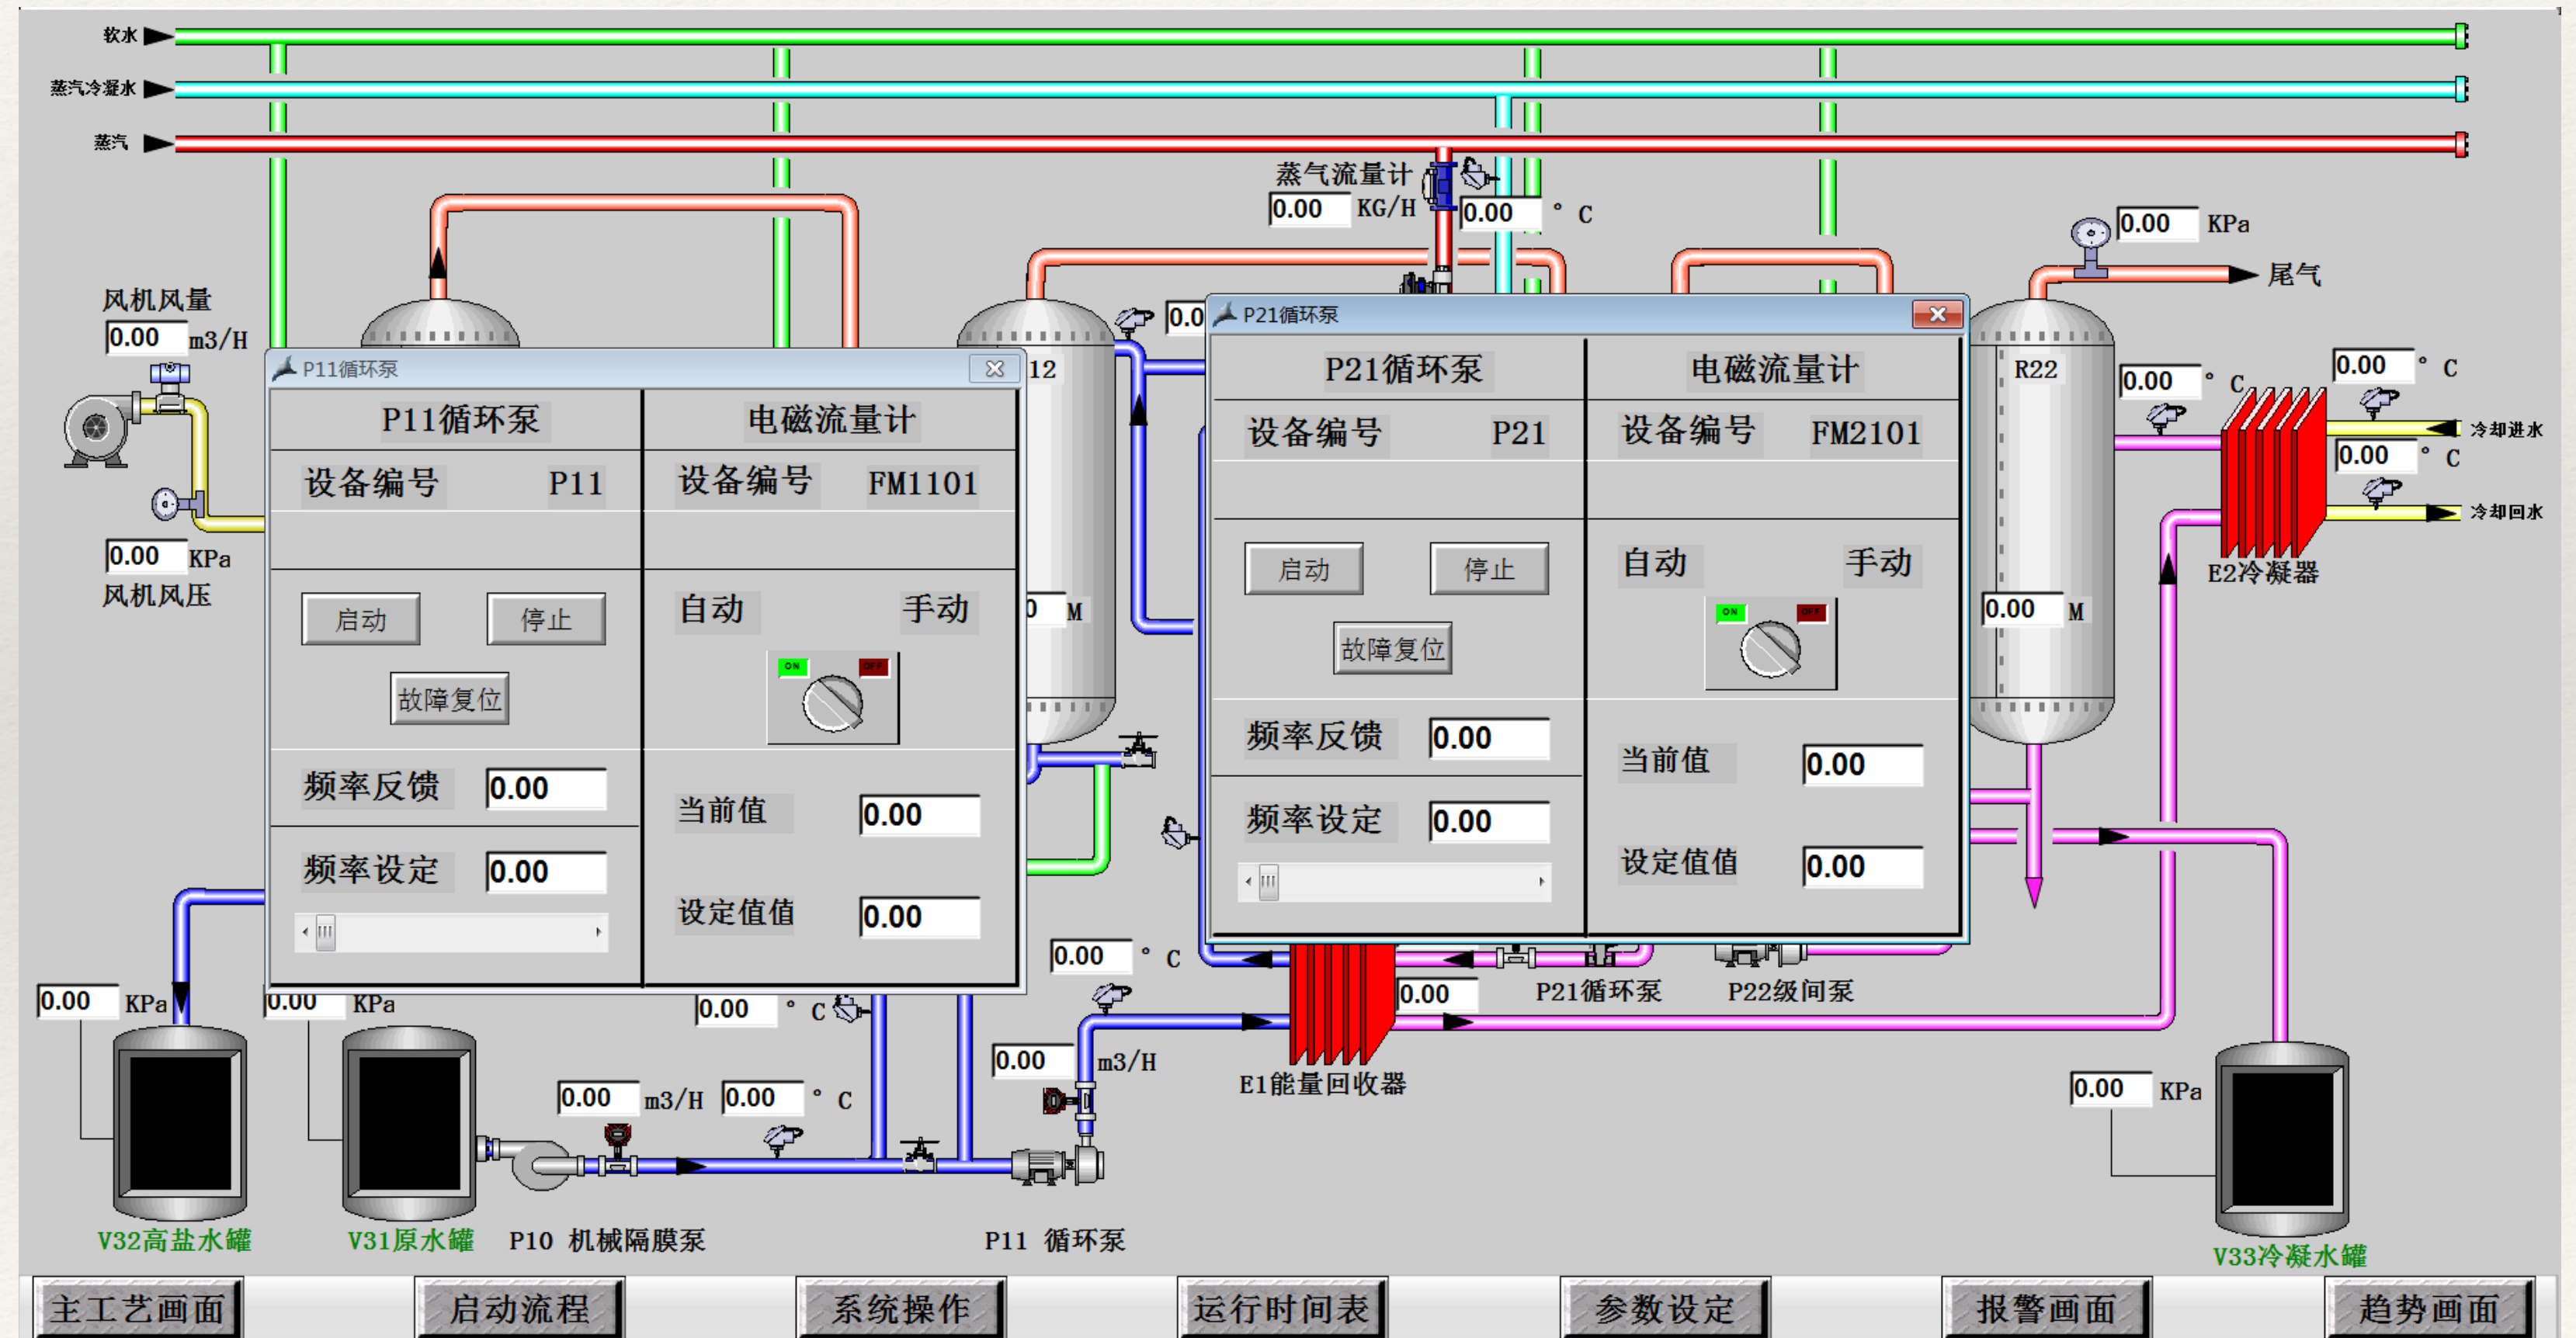 软水
蒸汽冷凝水
蒸汽
蒸气流量计
0.00 KG/H 0.00 ° C
0.00 KPa
尾气
风机风量
0.00 m3/H
0.00 KPa
风机风压
P11循环泵
P11循环泵 电磁流量计
设备编号 P11 设备编号 FM1101
启动 停止 自动 手动
ON OFF
故障复位
频率反馈 0.00
当前值 0.00
频率设定 0.00
设定值值 0.00
12
M
P21循环泵
P21循环泵 电磁流量计
设备编号 P21 设备编号 FM2101
启动 停止 自动 手动
ON OFF
故障复位
频率反馈 0.00
当前值 0.00
频率设定 0.00
设定值值 0.00
R22
0.00 M
0.00 ° C
0.00 ° C
冷却进水
0.00 ° C
冷却回水
E2冷凝器
0.00 KPa
0.00 KPa
0.00 ° C
0.00 ° C
0.00
P21循环泵 P22级间泵
0.00 m3/H
E1能量回收器
0.00 m3/H 0.00 ° C
0.00 KPa
V32高盐水罐 V31原水罐 P10 机械隔膜泵 P11 循环泵 V33冷凝水罐
主工艺画面 启动流程 系统操作 运行时间表 参数设定 报警画面 趋势画面